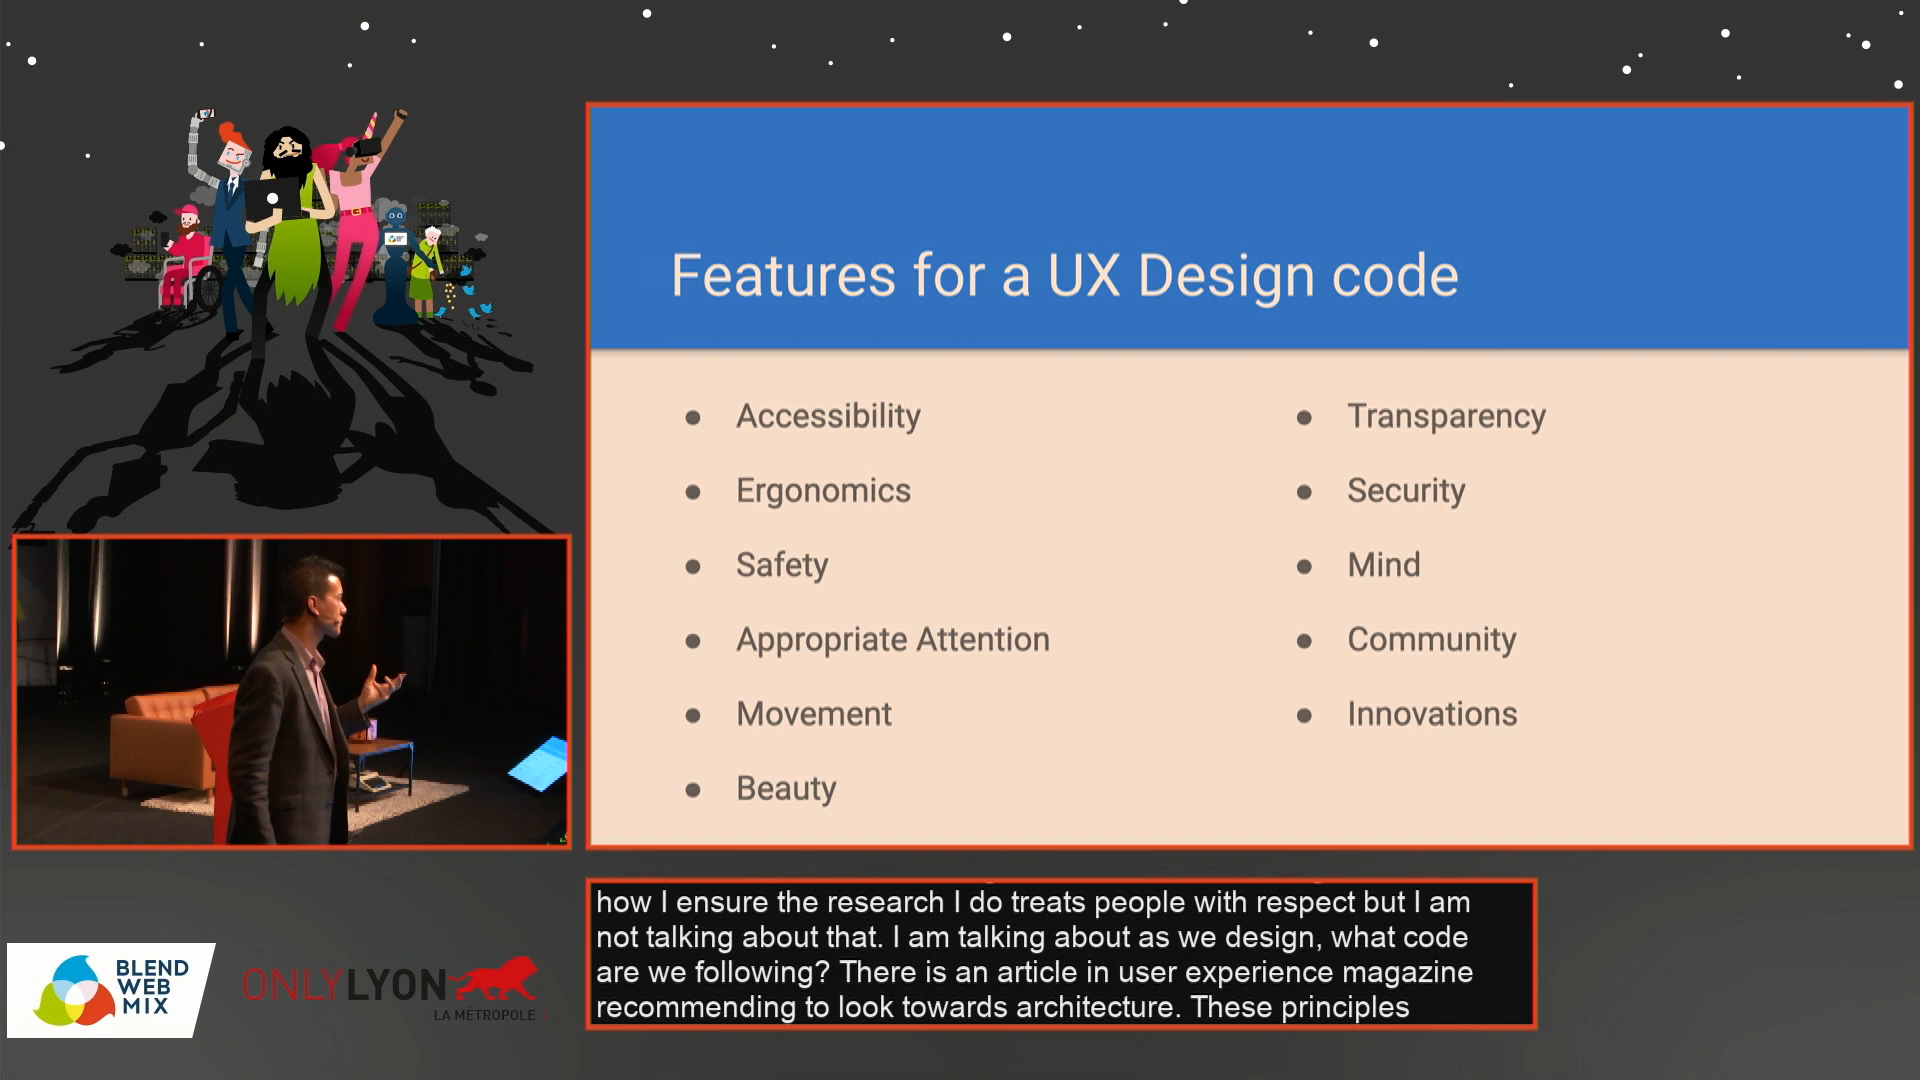 Features for a UX Design code
Accessibility
Ergonomics
Safety
Appropriate Attention
Movement
Beauty
Transparency
Security
Mind
Community
Innovations
how I ensure the research I do treats people with respect but I am
not talking about that. I am talking about as we design, what code
are we following? There is an article in user experience magazine
recommending to look towards architecture. These principles
BLEND
WEB
MIX
ONLYLYON
LA MÉTROPOLE